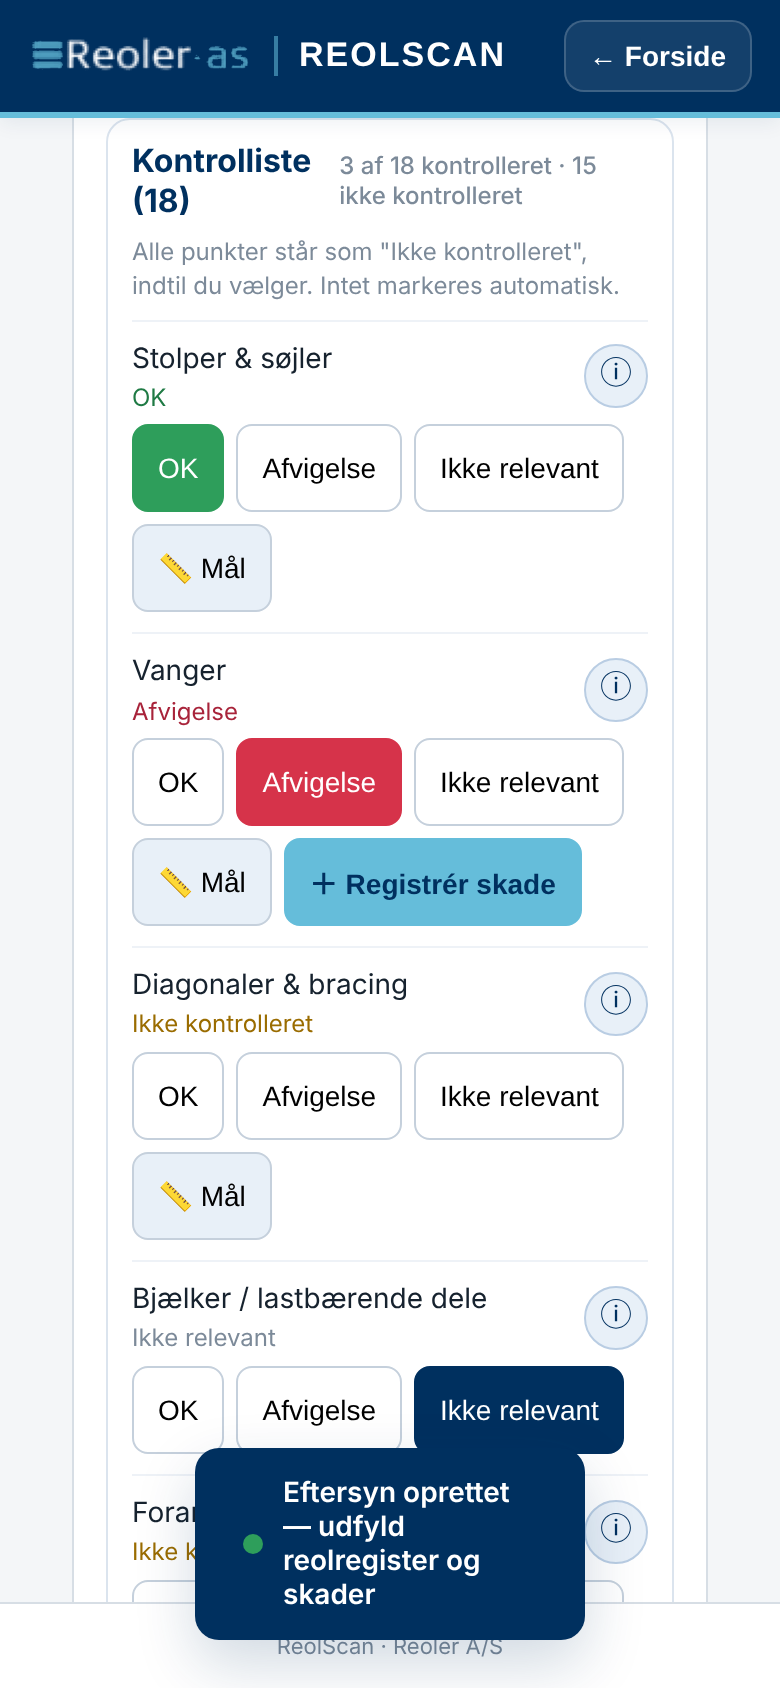 Reoler·as
REOLSCAN
← Forside
Kontrolliste
(18)
3 af 18 kontrolleret · 15
ikke kontrolleret
Alle punkter står som "Ikke kontrolleret",
indtil du vælger. Intet markeres automatisk.
Stolper & søjler
OK
OK
Afvigelse
Ikke relevant
📏 Mål
Vanger
Afvigelse
OK
Afvigelse
Ikke relevant
📏 Mål
+ Registrér skade
Diagonaler & bracing
Ikke kontrolleret
OK
Afvigelse
Ikke relevant
📏 Mål
Bjælker / lastbærende dele
Ikke relevant
OK
Afvigelse
Ikke relevant
Eftersyn oprettet
— udfyld
reolregister og
skader
Ikke
ReolScan · Reoler A/S